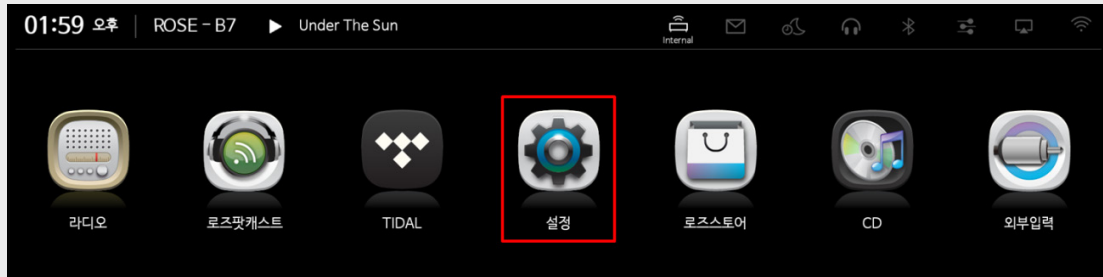 01:59 오후 ROSE - B7 ▶ Under The Sun
Internal
라디오 로즈팟캐스트 TIDAL 설정 로즈스토어 CD 외부입력